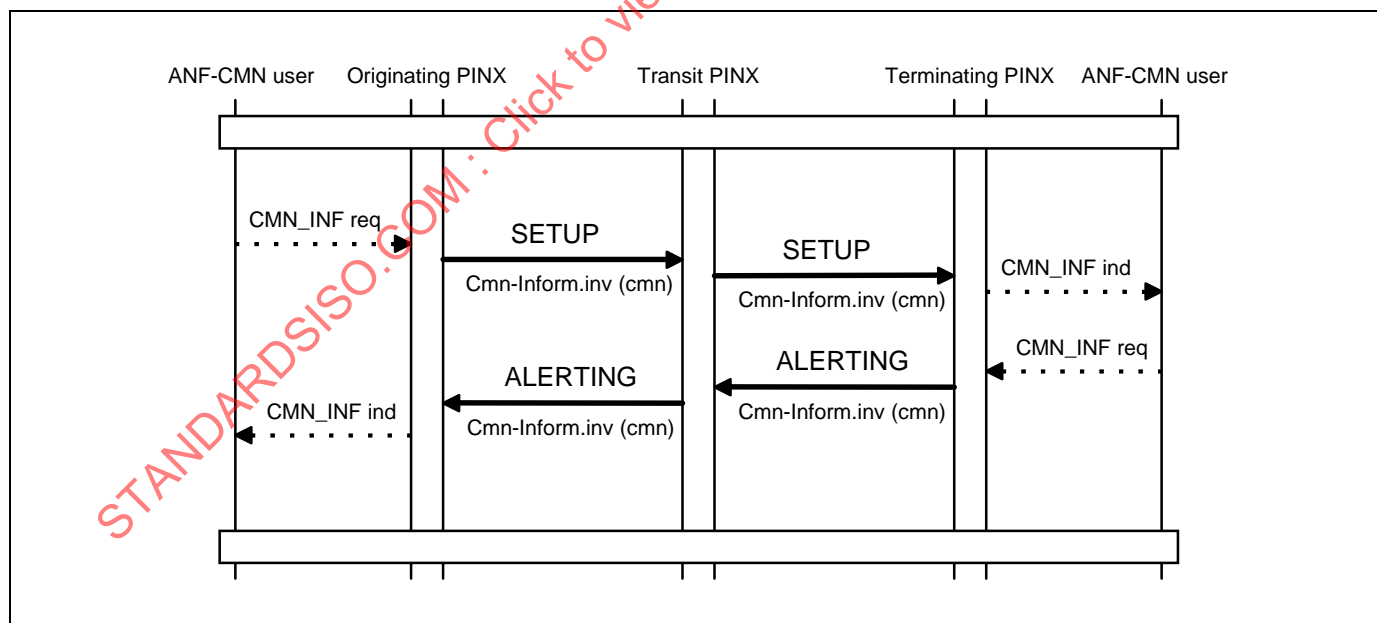 ANF-CMN user Originating PINX Transit PINX Terminating PINX ANF-CMN user
CMN_INF req
SETUP
Cmn-Inform.inv (cmn)
SETUP
Cmn-Inform.inv (cmn)
CMN_INF ind
CMN_INF req
ALERTING
Cmn-Inform.inv (cmn)
ALERTING
Cmn-Inform.inv (cmn)
CMN_INF ind
STANDARDSISO.COM : Click to vie